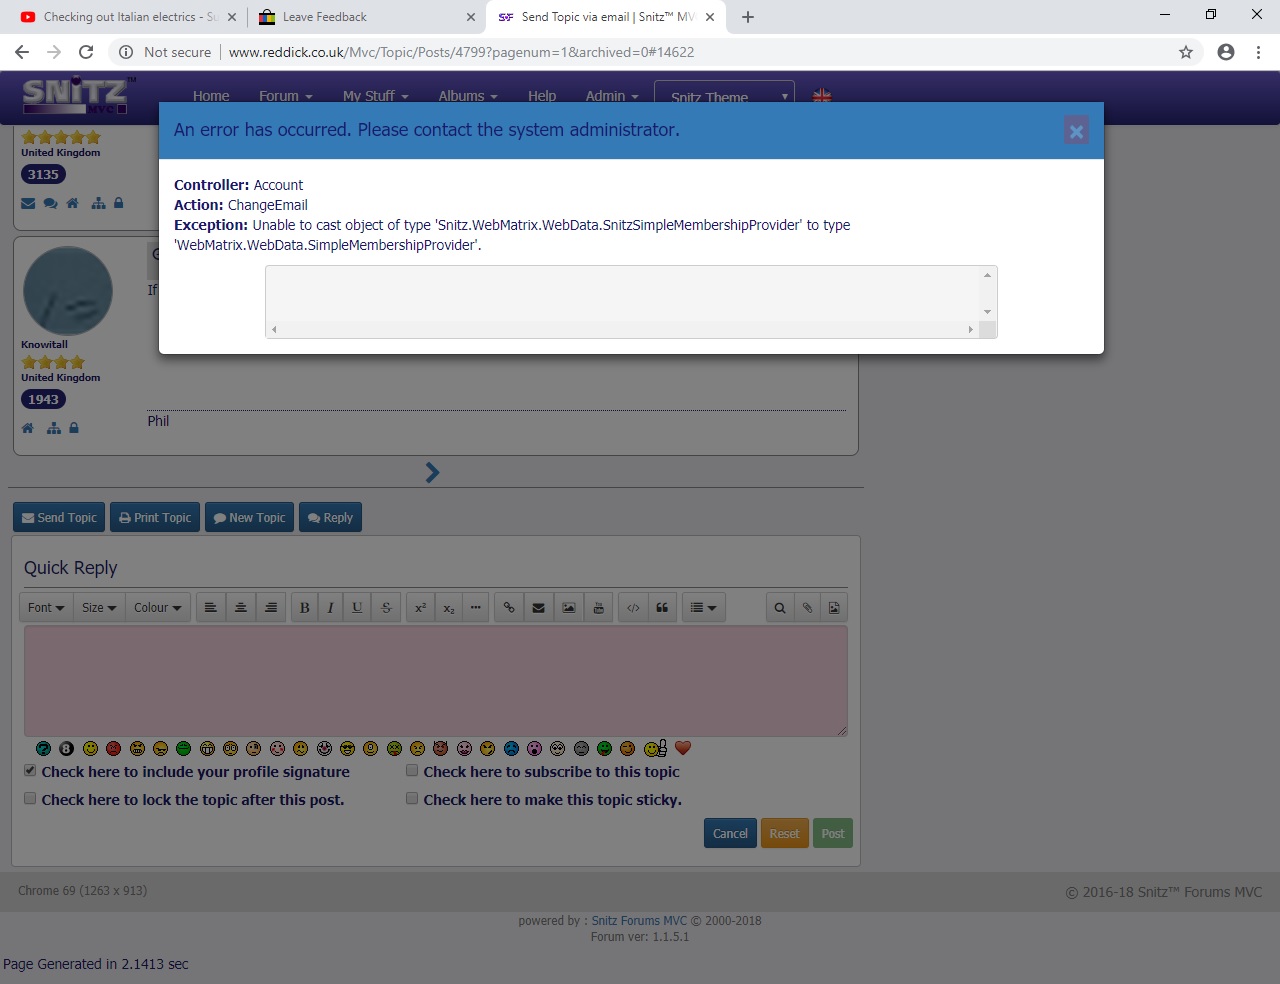 Checking out Italian electrics - Su
Leave Feedback
Send Topic via email | Snitz™ MV
Not secure
www.reddick.co.uk/Mvc/Topic/Posts/4799?pagenum=1&archived=0#14622
SNiTZ™
MVC
Home
Forum
My Stuff
Albums
Help
Admin
Snitz Theme
An error has occurred. Please contact the system administrator.
United Kingdom
3135
Controller: Account
Action: ChangeEmail
Exception: Unable to cast object of type 'Snitz.WebMatrix.WebData.SnitzSimpleMembershipProvider' to type
'WebMatrix.WebData.SimpleMembershipProvider'.
If
Knowitall
United Kingdom
1943
Phil
Send Topic
Print Topic
New Topic
Reply
Quick Reply
Font
Size
Colour
B
I
U
S
x²
x₂
Check here to include your profile signature
Check here to subscribe to this topic
Check here to lock the topic after this post.
Check here to make this topic sticky.
Cancel
Reset
Post
Chrome 69 (1263 x 913)
© 2016-18 Snitz™ Forums MVC
powered by : Snitz Forums MVC © 2000-2018
Forum ver: 1.1.5.1
Page Generated in 2.1413 sec